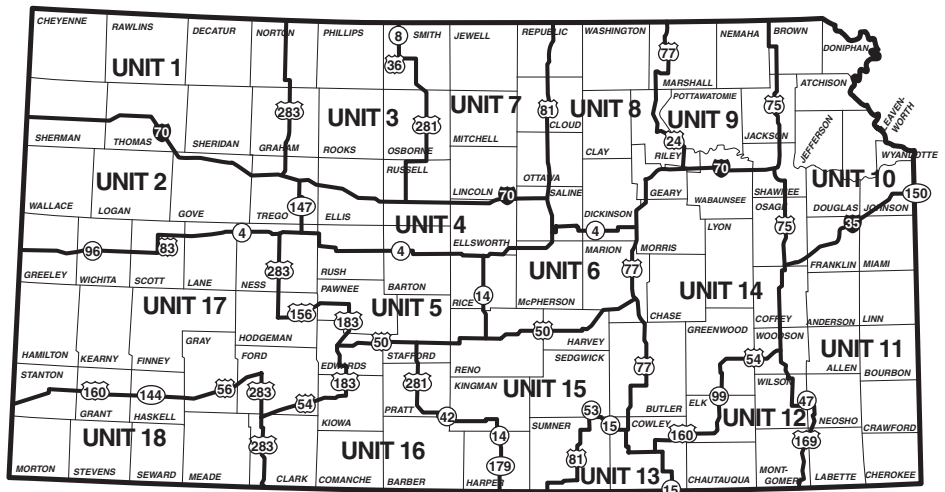 CHEYENNE RAWLINS DECATUR NORTON PHILLIPS 8 SMITH JEWELL REPUBLIC WASHINGTON 77 NEMAHA BROWN DONIPHAN
36
UNIT 1 283 UNIT 3 281 UNIT 7 81 UNIT 8 MARSHALL POTTAWATOMIE UNIT 9 75 ATCHISON
LEAVEN-
WORTH
SHERMAN THOMAS 70 SHERIDAN GRAHAM ROOKS OSBORNE MITCHELL CLOUD CLAY 24 RILEY JACKSON JEFFERSON WYANDOTTE
UNIT 2 RUSSELL LINCOLN 70 OTTAWA SALINE 70 UNIT 10
WALLACE LOGAN GOVE TREGO 147 ELLIS UNIT 4 DICKINSON GEARY WABAUNSEE SHAWNEE OSAGE DOUGLAS JOHNSON 150
96 83 4 4 ELLSWORTH 4 MORRIS LYON 75 35
GREELEY WICHITA SCOTT LANE NESS 283 RUSH BARTON RICE 14 McPHERSON UNIT 6 MARION 77 FRANKLIN MIAMI
UNIT 17 156 PAWNEE 183 UNIT 5 50 50 CHASE UNIT 14 COFFEY ANDERSON LINN
HAMILTON KEARNY FINNEY GRAY HODGEMAN FORD EDWARDS STAFFORD RENO HARVEY SEDGWICK GREENWOOD WOODSON UNIT 11
STANTON 160 144 56 283 54 183 281 KINGMAN UNIT 15 77 54 ALLEN BOURBON
GRANT HASKELL KIOWA PRATT 42 14 SUMNER 53 15 BUTLER COWLEY ELK 99 WILSON 47 NEOSHO CRAWFORD
UNIT 18 283 UNIT 16 179 81 UNIT 13 160 UNIT 12 169
MORTON STEVENS SEWARD MEADE CLARK COMANCHE BARBER HARPER 15 CHAUTAUQUA MONT-
GOMERY LABETTE CHEROKEE